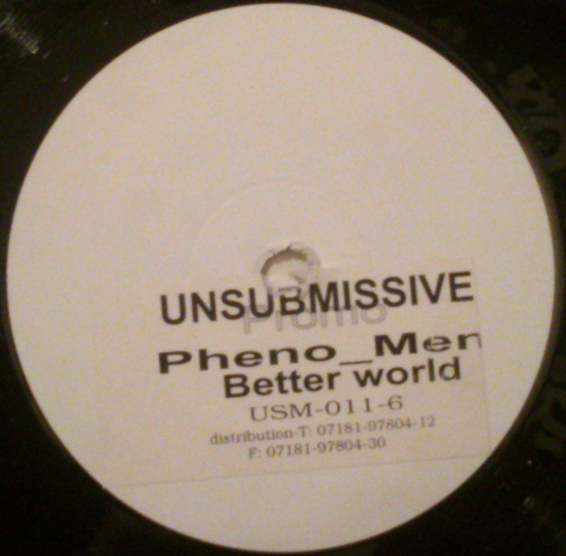 UNSUBMISSIVE
Promo
Pheno_Men
Better world
USM-011-6
distribution-T: 07181-97804-12
F: 07181-97804-30